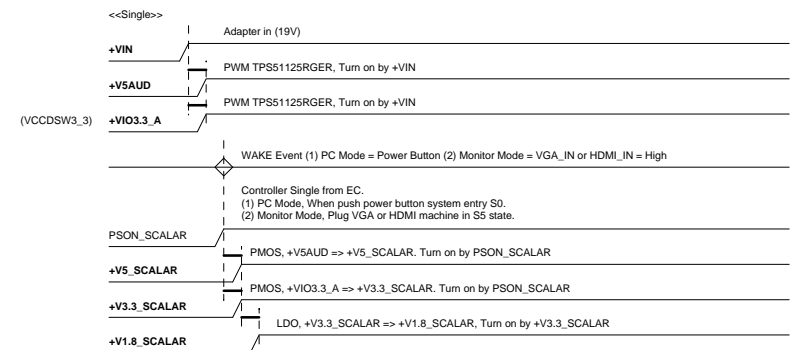 <<Single>>
Adapter in (19V)
+VIN
PWM TPS51125RGER, Turn on by +VIN
+V5AUD
PWM TPS51125RGER, Turn on by +VIN
(VCCDSW3_3) +VIO3.3_A
WAKE Event (1) PC Mode = Power Button (2) Monitor Mode = VGA_IN or HDMI_IN = High
Controller Single from EC.
(1) PC Mode, When push power button system entry S0.
(2) Monitor Mode, Plug VGA or HDMI machine in S5 state.
PSON_SCALAR
PMOS, +V5AUD => +V5_SCALAR. Turn on by PSON_SCALAR
+V5_SCALAR
PMOS, +VIO3.3_A => +V3.3_SCALAR. Turn on by PSON_SCALAR
+V3.3_SCALAR
LDO, +V3.3_SCALAR => +V1.8_SCALAR, Turn on by +V3.3_SCALAR
+V1.8_SCALAR